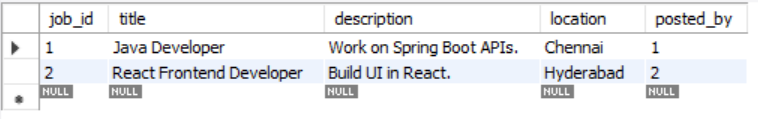 job_id title description location posted_by
1 Java Developer Work on Spring Boot APIs. Chennai 1
2 React Frontend Developer Build UI in React. Hyderabad 2
NULL NULL NULL NULL NULL